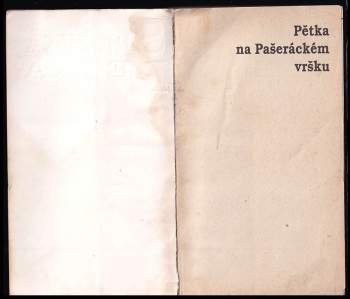 Pětka
na Pašeráckém
vršku